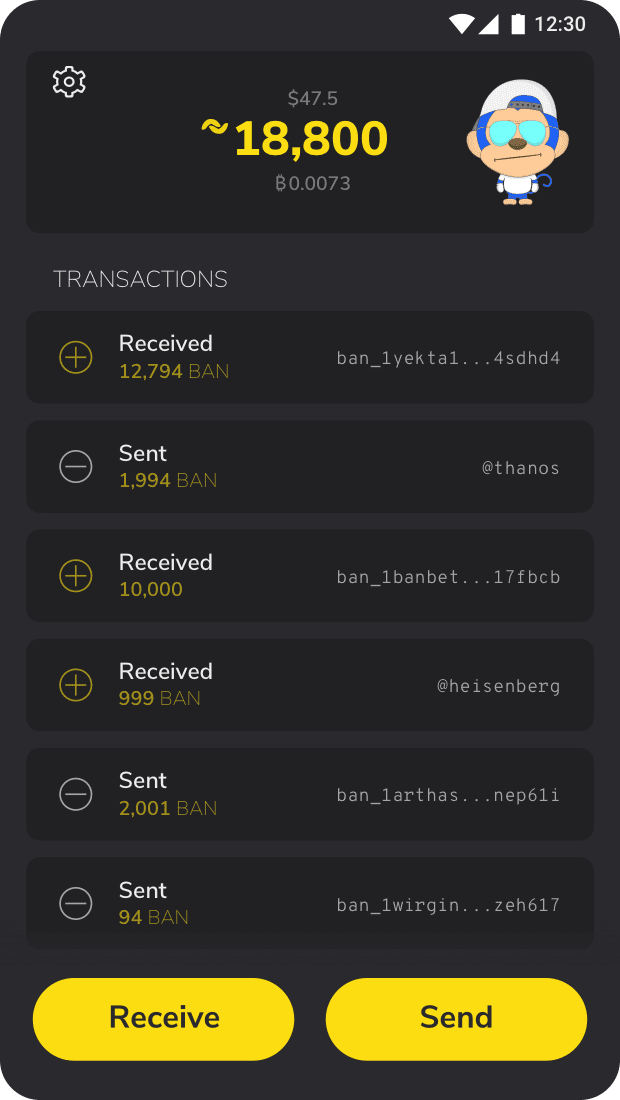 12:30
$47.5
18,800
฿0.0073
TRANSACTIONS
Received
12,794 BAN
ban_1yekta1...4sdhd4
Sent
1,994 BAN
@thanos
Received
10,000
ban_1banbet...17fbcb
Received
999 BAN
@heisenberg
Sent
2,001 BAN
ban_1arthas...nep61i
Sent
94 BAN
ban_1wirgin...zeh617
Receive
Send